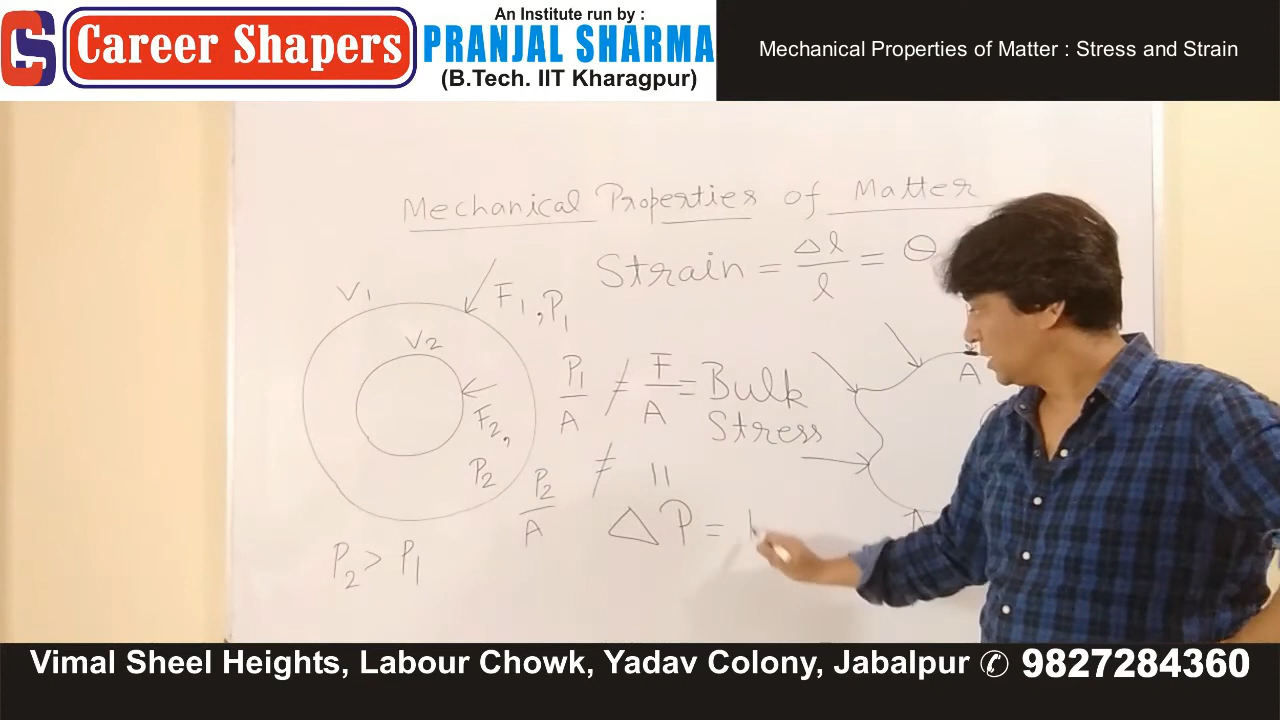 CS Career Shapers
An Institute run by :
PRANJAL SHARMA
(B.Tech. IIT Kharagpur)
Mechanical Properties of Matter : Stress and Strain
Mechanical Properties of Matter
Strain = Δl/l = θ
V1
F1, P1
V2
F2,
P2
P1/A ≠ F/A = Bulk
Stress
P2/A ≠ ||
ΔP =
P2 > P1
A
Vimal Sheel Heights, Labour Chowk, Yadav Colony, Jabalpur ✆ 9827284360